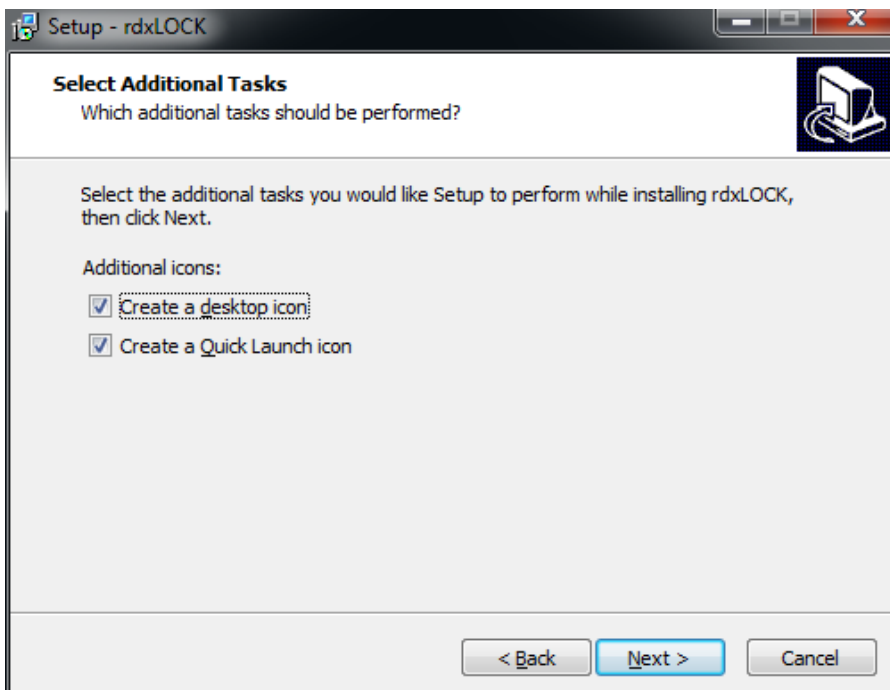 Setup - rdxLOCK
Select Additional Tasks
Which additional tasks should be performed?
Select the additional tasks you would like Setup to perform while installing rdxLOCK,
then click Next.
Additional icons:
Create a desktop icon
Create a Quick Launch icon
< Back Next > Cancel